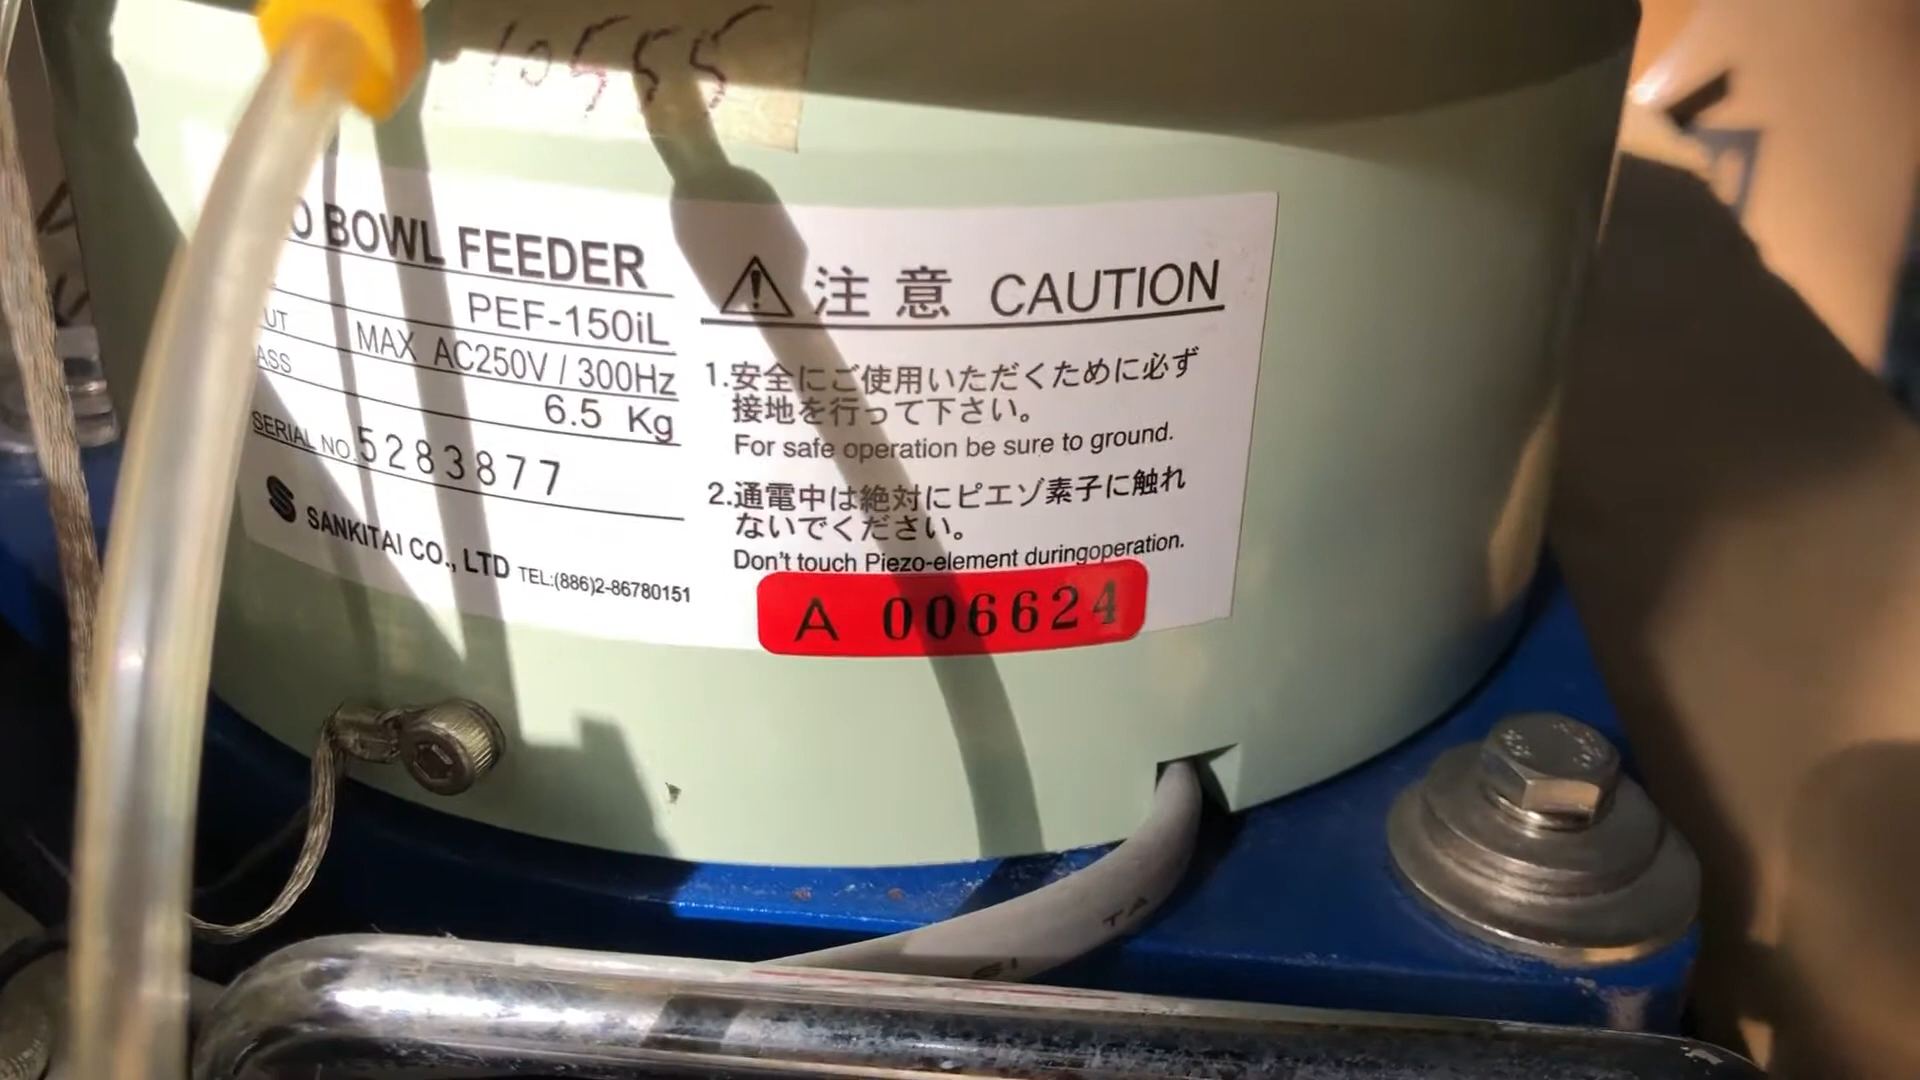 10555
O BOWL FEEDER
PEF-150iL
UT MAX AC250V / 300Hz
ASS 6.5 Kg
SERIAL NO. 5283877
SANKITAI CO., LTD TEL:(886)2-86780151
注意 CAUTION
1.安全にご使用いただくために必ず
接地を行って下さい。
For safe operation be sure to ground.
2.通電中は絶対にピエゾ素子に触れ
ないでください。
Don't touch Piezo-element duringoperation.
A 006624
TA